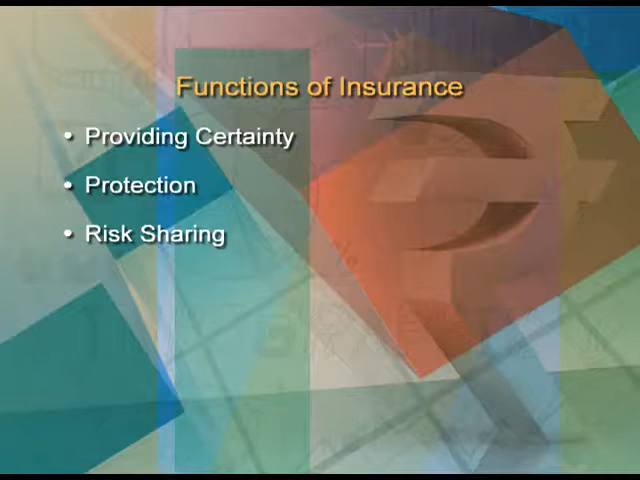 Functions of Insurance
• Providing Certainty
• Protection
• Risk Sharing